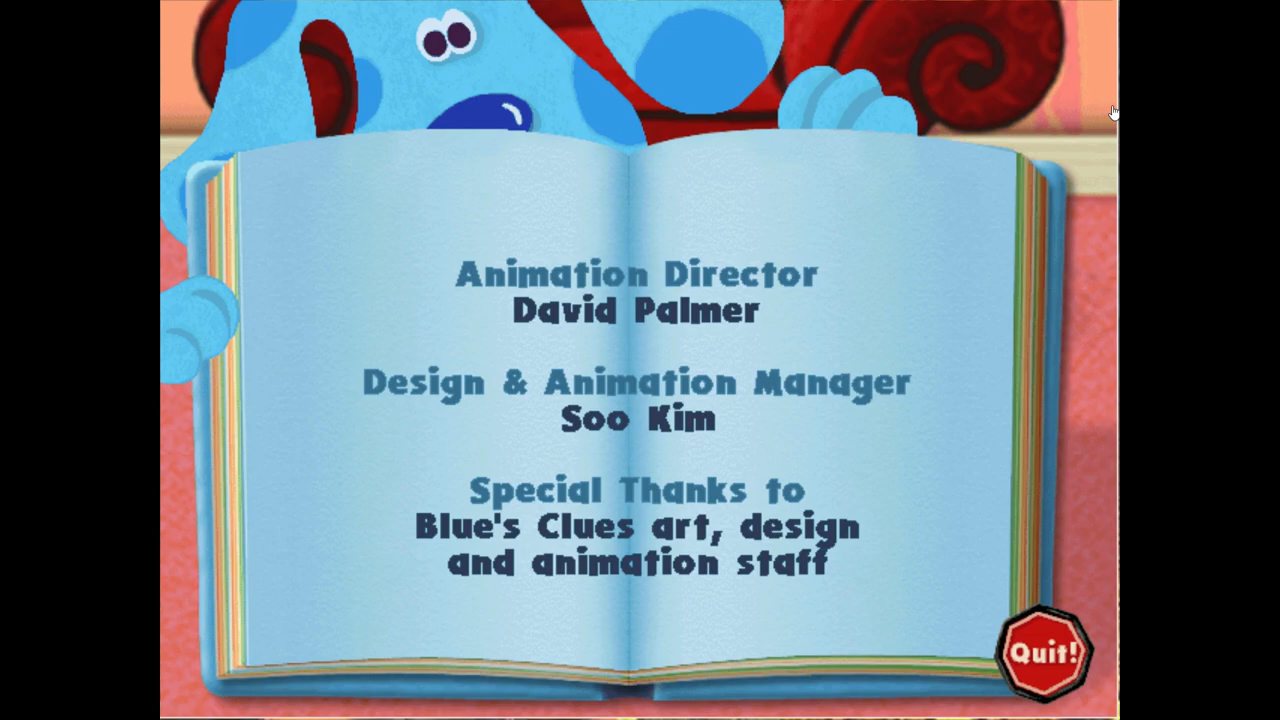 Animation Director
David Palmer
Design & Animation Manager
Soo Kim
Special Thanks to
Blue's Clues art, design
and animation staff
Quit!